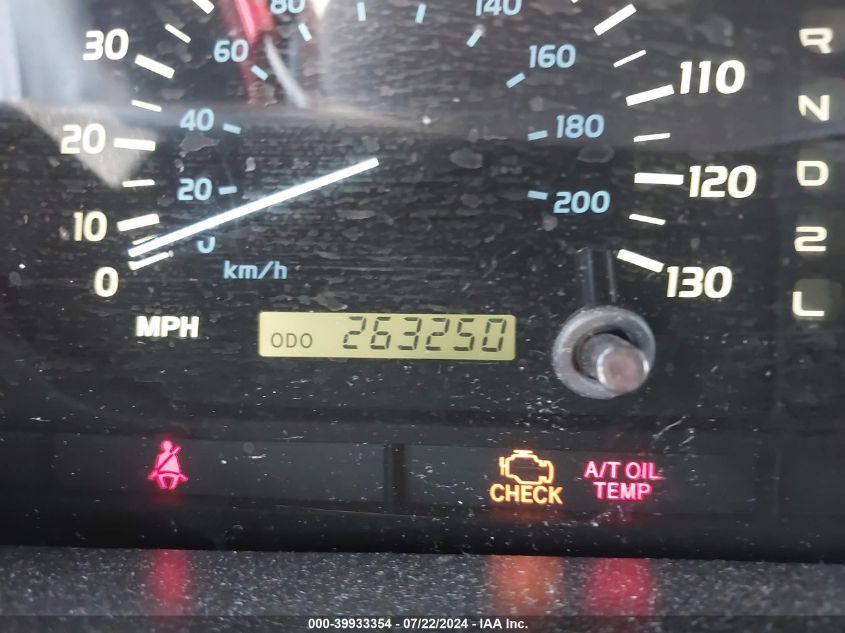 80 140
30 60 160 110 R
20 40 180 N
20 200 120 D
10 0 2
0 km/h 130 L
MPH ODO 263250
CHECK A/T OIL TEMP
000-39933354 - 07/22/2024 - IAA Inc.